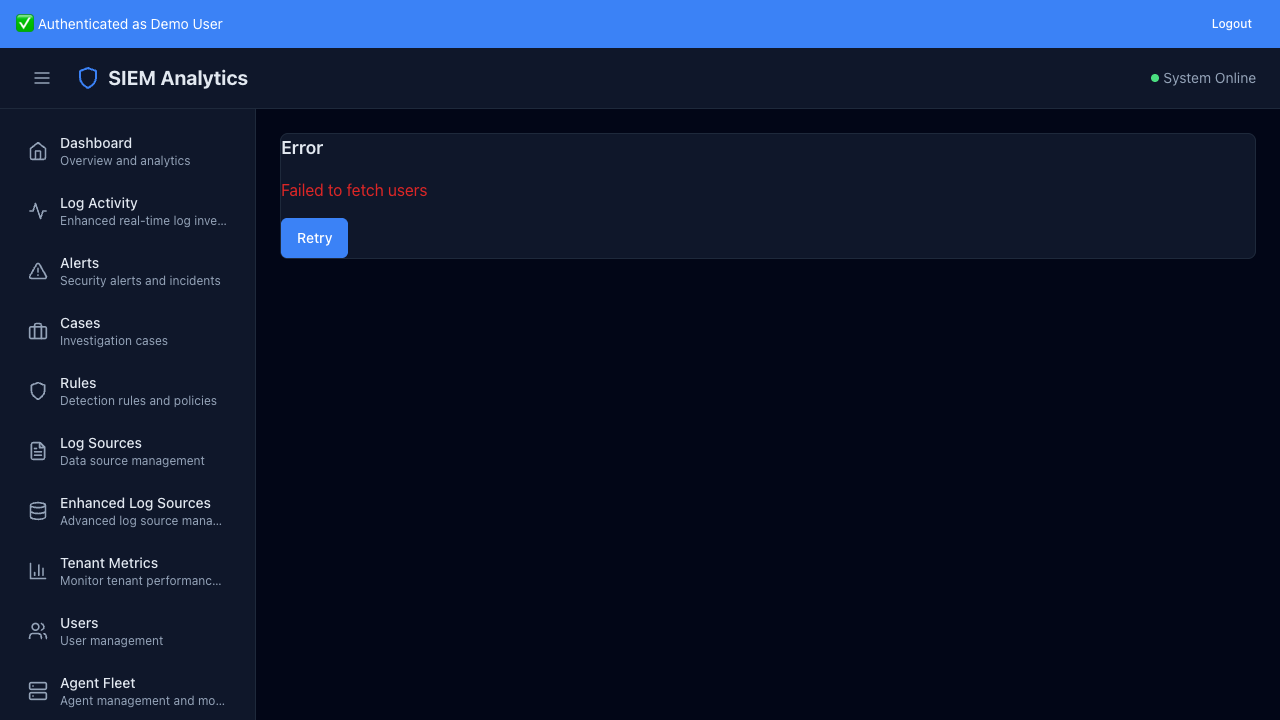 ✅ Authenticated as Demo User
Logout
SIEM Analytics
System Online
Dashboard
Overview and analytics
Log Activity
Enhanced real-time log inve...
Alerts
Security alerts and incidents
Cases
Investigation cases
Rules
Detection rules and policies
Log Sources
Data source management
Enhanced Log Sources
Advanced log source mana...
Tenant Metrics
Monitor tenant performanc...
Users
User management
Agent Fleet
Agent management and mo...
Error
Failed to fetch users
Retry